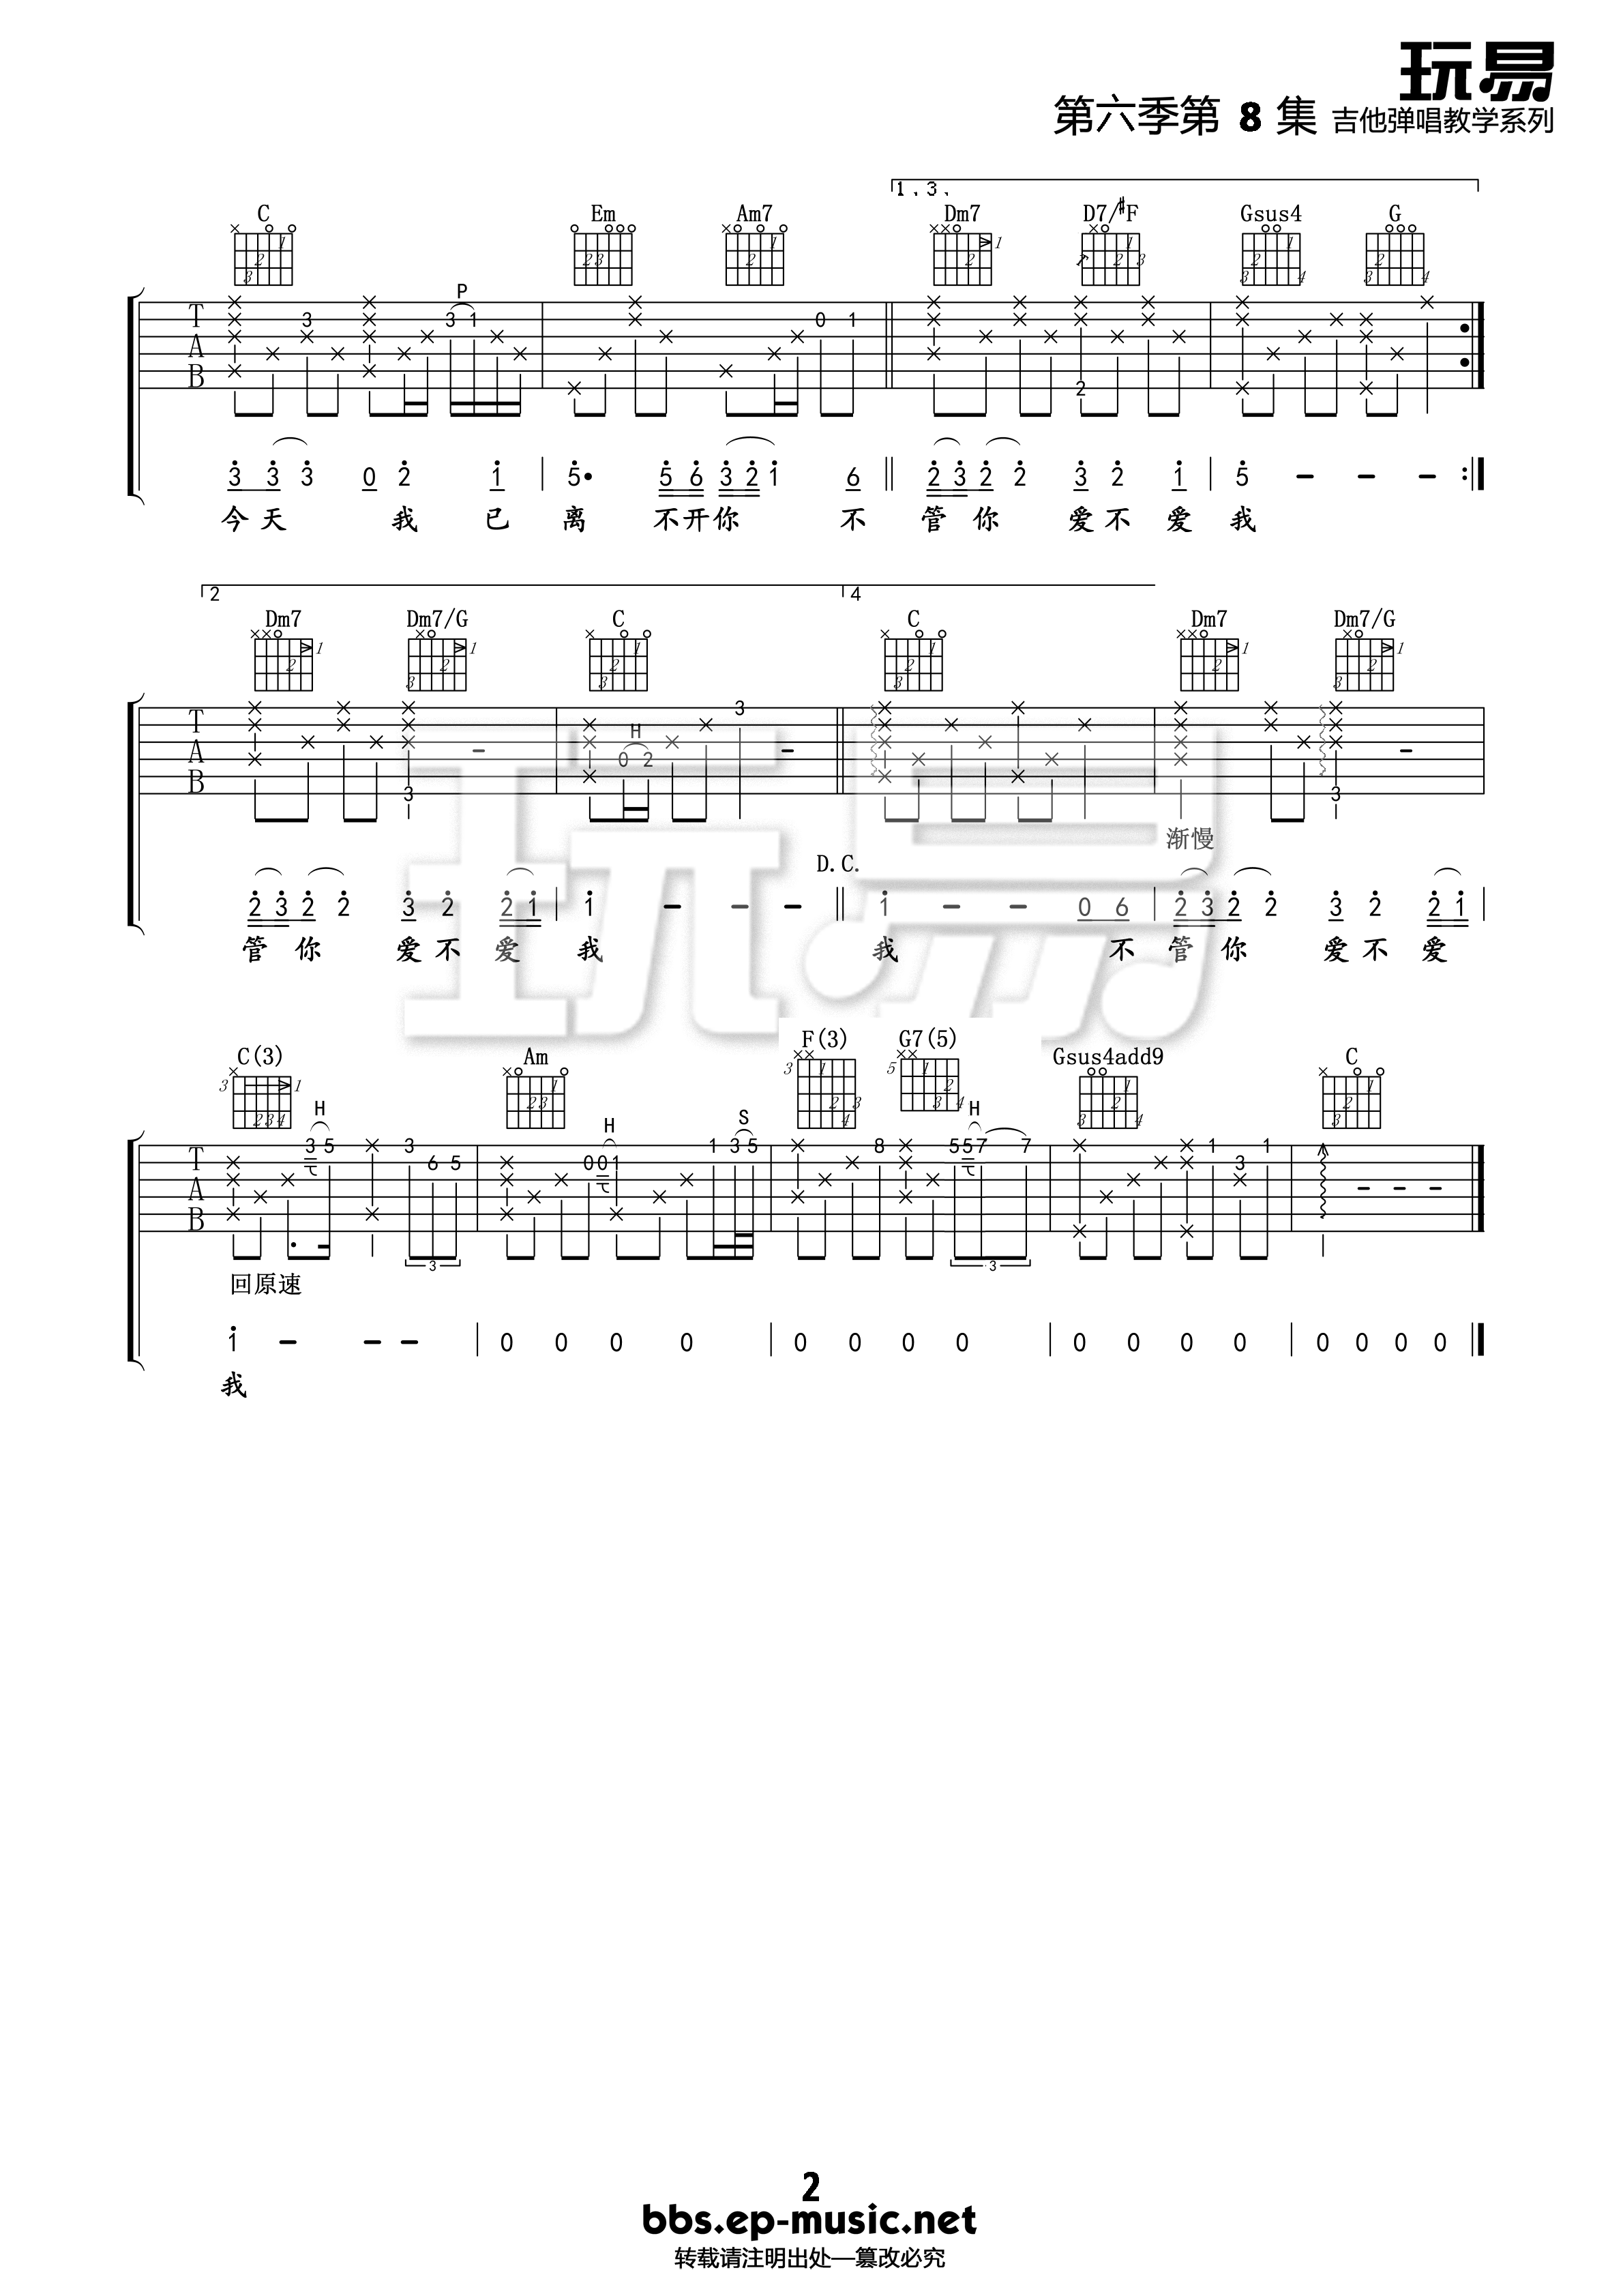 玩易
第六季第 8 集 吉他弹唱教学系列
1.3.
C Em Am7 Dm7 D7/#F Gsus4 G
P
T A B
3 3 3 0 2 1 | 5• 5 6 3 2 1 6 || 2 3 2 2 3 2 1 | 5 - - - :|
今天 我 已 离 不开你 不 管 你 爱不 爱 我
2 4
Dm7 Dm7/G C C Dm7 Dm7/G
H
T A B
渐慢
D.C.
2 3 2 2 3 2 2 1 | 1 - - - || 1 - - 0 6 | 2 3 2 2 3 2 2 1 |
管 你 爱不 爱 我 我 不 管 你 爱不 爱
玩易
C(3) Am F(3) G7(5) Gsus4add9 C
H H S H
T A B
回原速
1 - - - | 0 0 0 0 | 0 0 0 0 | 0 0 0 0 | 0 0 0 0
我
2
bbs.ep-music.net
转载请注明出处—篡改必究